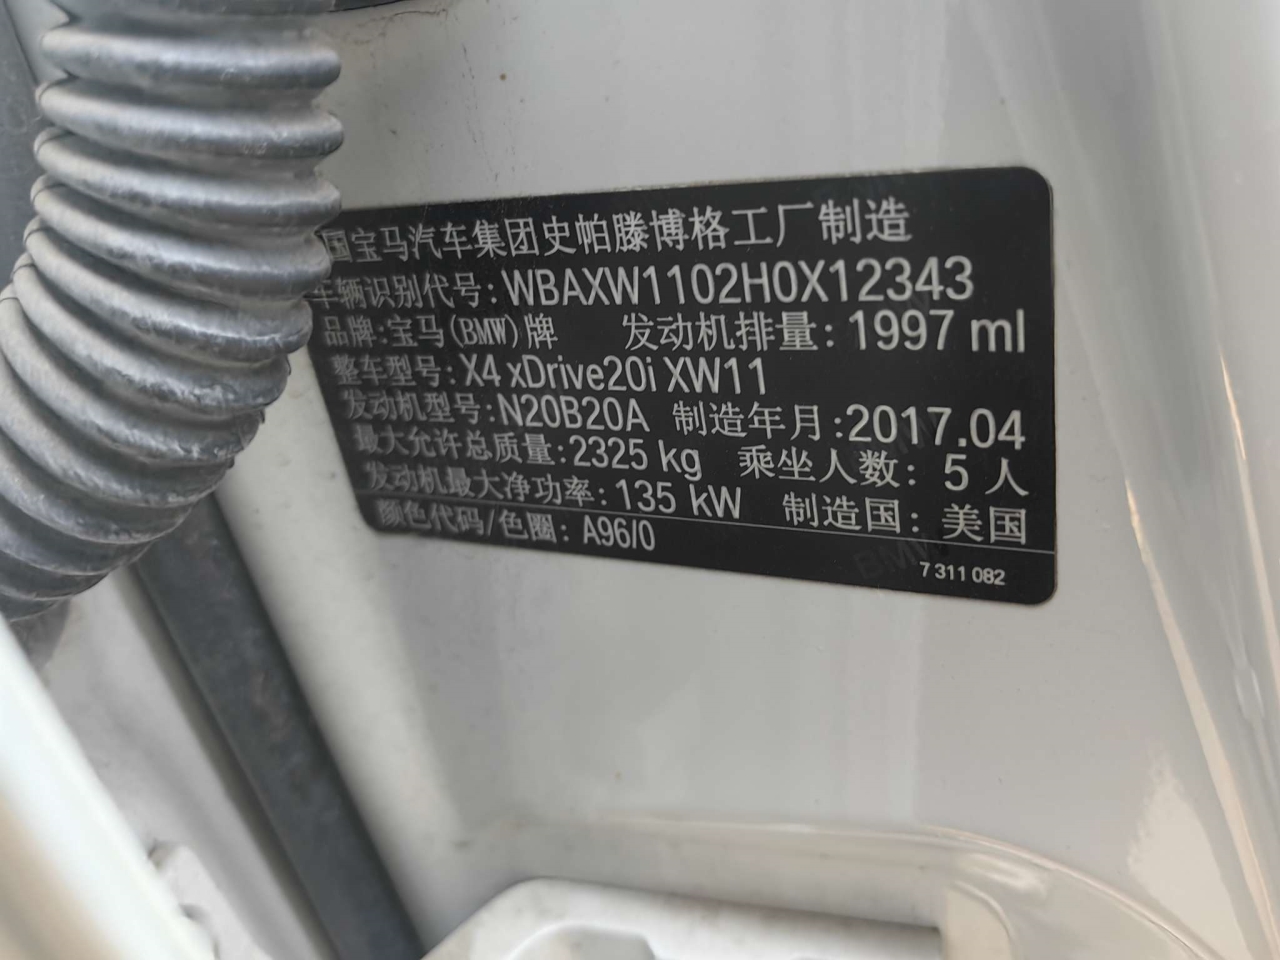 国宝马汽车集团史帕滕博格工厂制造
车辆识别代号: WBAXW1102H0X12343
品牌: 宝马(BMW)牌 发动机排量: 1997 ml
整车型号: X4 xDrive20i XW11
发动机型号: N20B20A 制造年月: 2017.04
最大允许总质量: 2325 kg 乘坐人数: 5 人
发动机最大净功率: 135 kW 制造国: 美国
颜色代码/色圈: A96/0
7 311 082